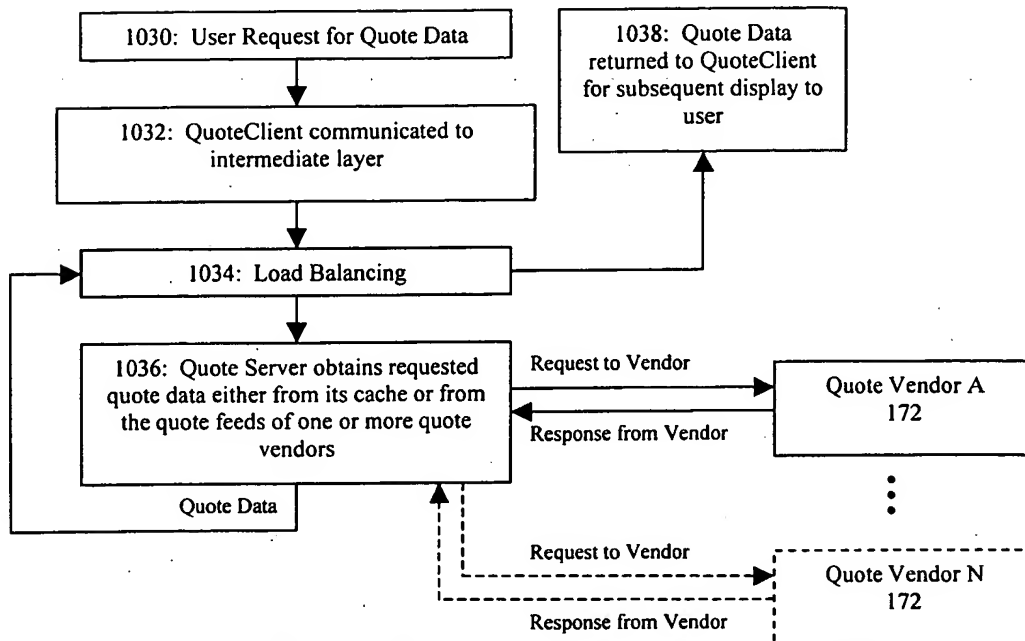 1030: User Request for Quote Data
1038: Quote Data
returned to QuoteClient
for subsequent display to
user
1032: QuoteClient communicated to
intermediate layer
1034: Load Balancing
1036: Quote Server obtains requested
quote data either from its cache or from
the quote feeds of one or more quote
vendors
Request to Vendor
Response from Vendor
Quote Vendor A
172
Quote Data
Request to Vendor
Response from Vendor
Quote Vendor N
172